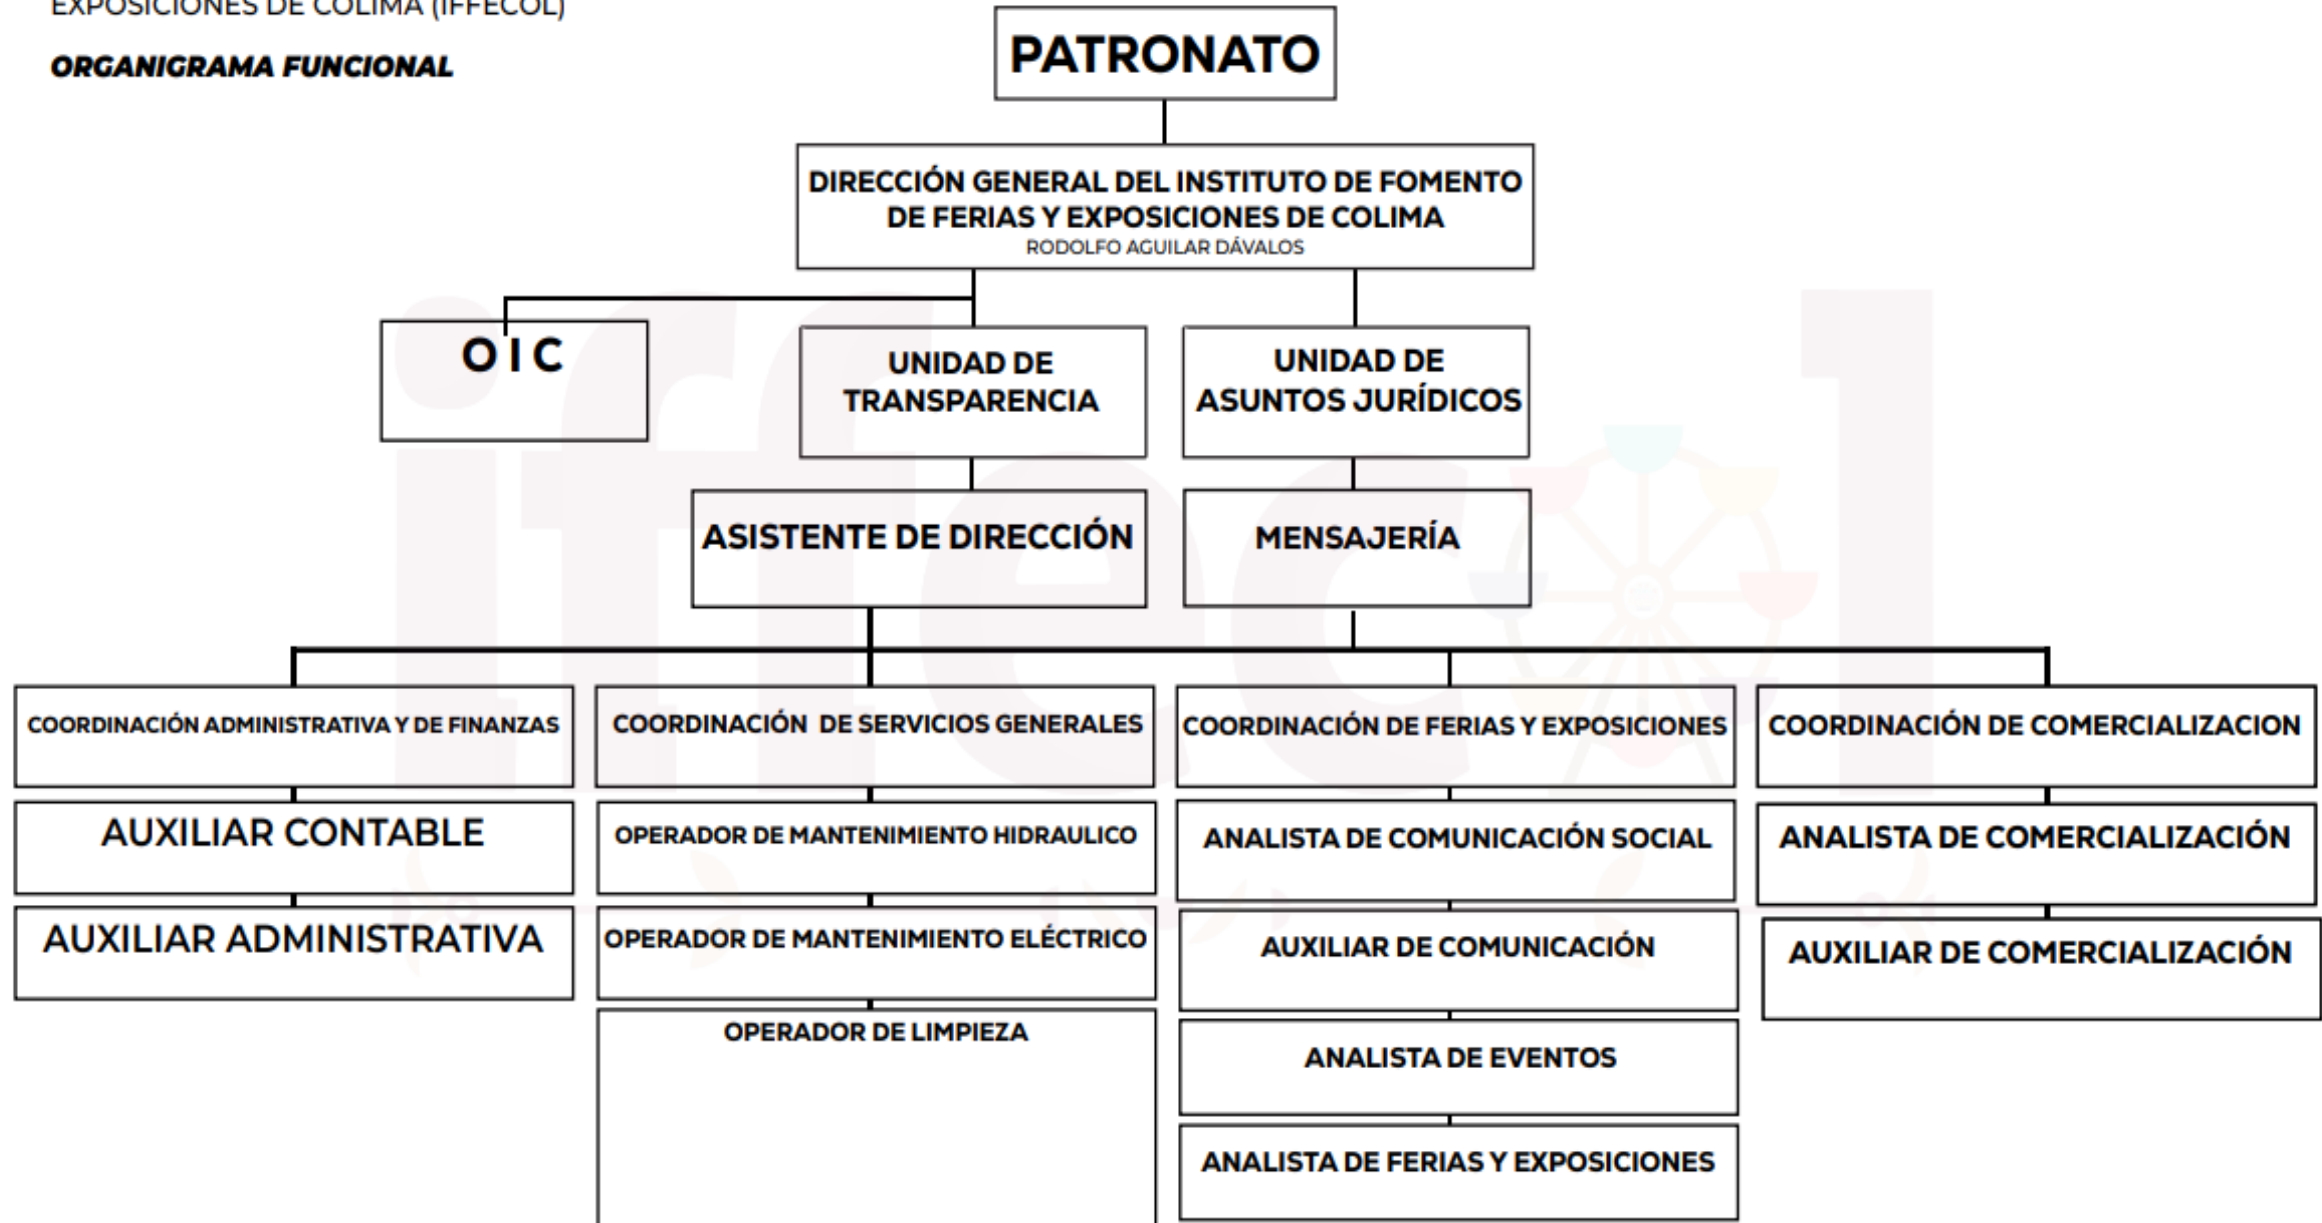 EXPOSICIONES DE COLIMA (IFFECOL)
ORGANIGRAMA FUNCIONAL
PATRONATO
DIRECCIÓN GENERAL DEL INSTITUTO DE FOMENTO
DE FERIAS Y EXPOSICIONES DE COLIMA
RODOLFO AGUILAR DÁVALOS
O I C
UNIDAD DE
TRANSPARENCIA
UNIDAD DE
ASUNTOS JURÍDICOS
ASISTENTE DE DIRECCIÓN
MENSAJERÍA
COORDINACIÓN ADMINISTRATIVA Y DE FINANZAS
AUXILIAR CONTABLE
AUXILIAR ADMINISTRATIVA
COORDINACIÓN DE SERVICIOS GENERALES
OPERADOR DE MANTENIMIENTO HIDRAULICO
OPERADOR DE MANTENIMIENTO ELÉCTRICO
OPERADOR DE LIMPIEZA
COORDINACIÓN DE FERIAS Y EXPOSICIONES
ANALISTA DE COMUNICACIÓN SOCIAL
AUXILIAR DE COMUNICACIÓN
ANALISTA DE EVENTOS
ANALISTA DE FERIAS Y EXPOSICIONES
COORDINACIÓN DE COMERCIALIZACION
ANALISTA DE COMERCIALIZACIÓN
AUXILIAR DE COMERCIALIZACIÓN
iffecol